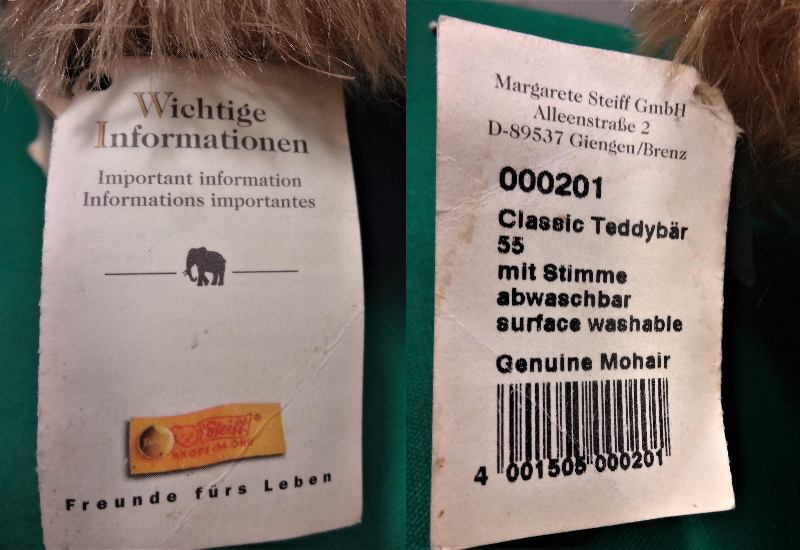 Wichtige
Informationen
Important information
Informations importantes
Steiff
KNOPF IM OHR
®
Freunde fürs Leben
Margarete Steiff GmbH
Alleenstraße 2
D-89537 Giengen/Brenz
000201
Classic Teddybär
55
mit Stimme
abwaschbar
surface washable
Genuine Mohair
4 001505 000201